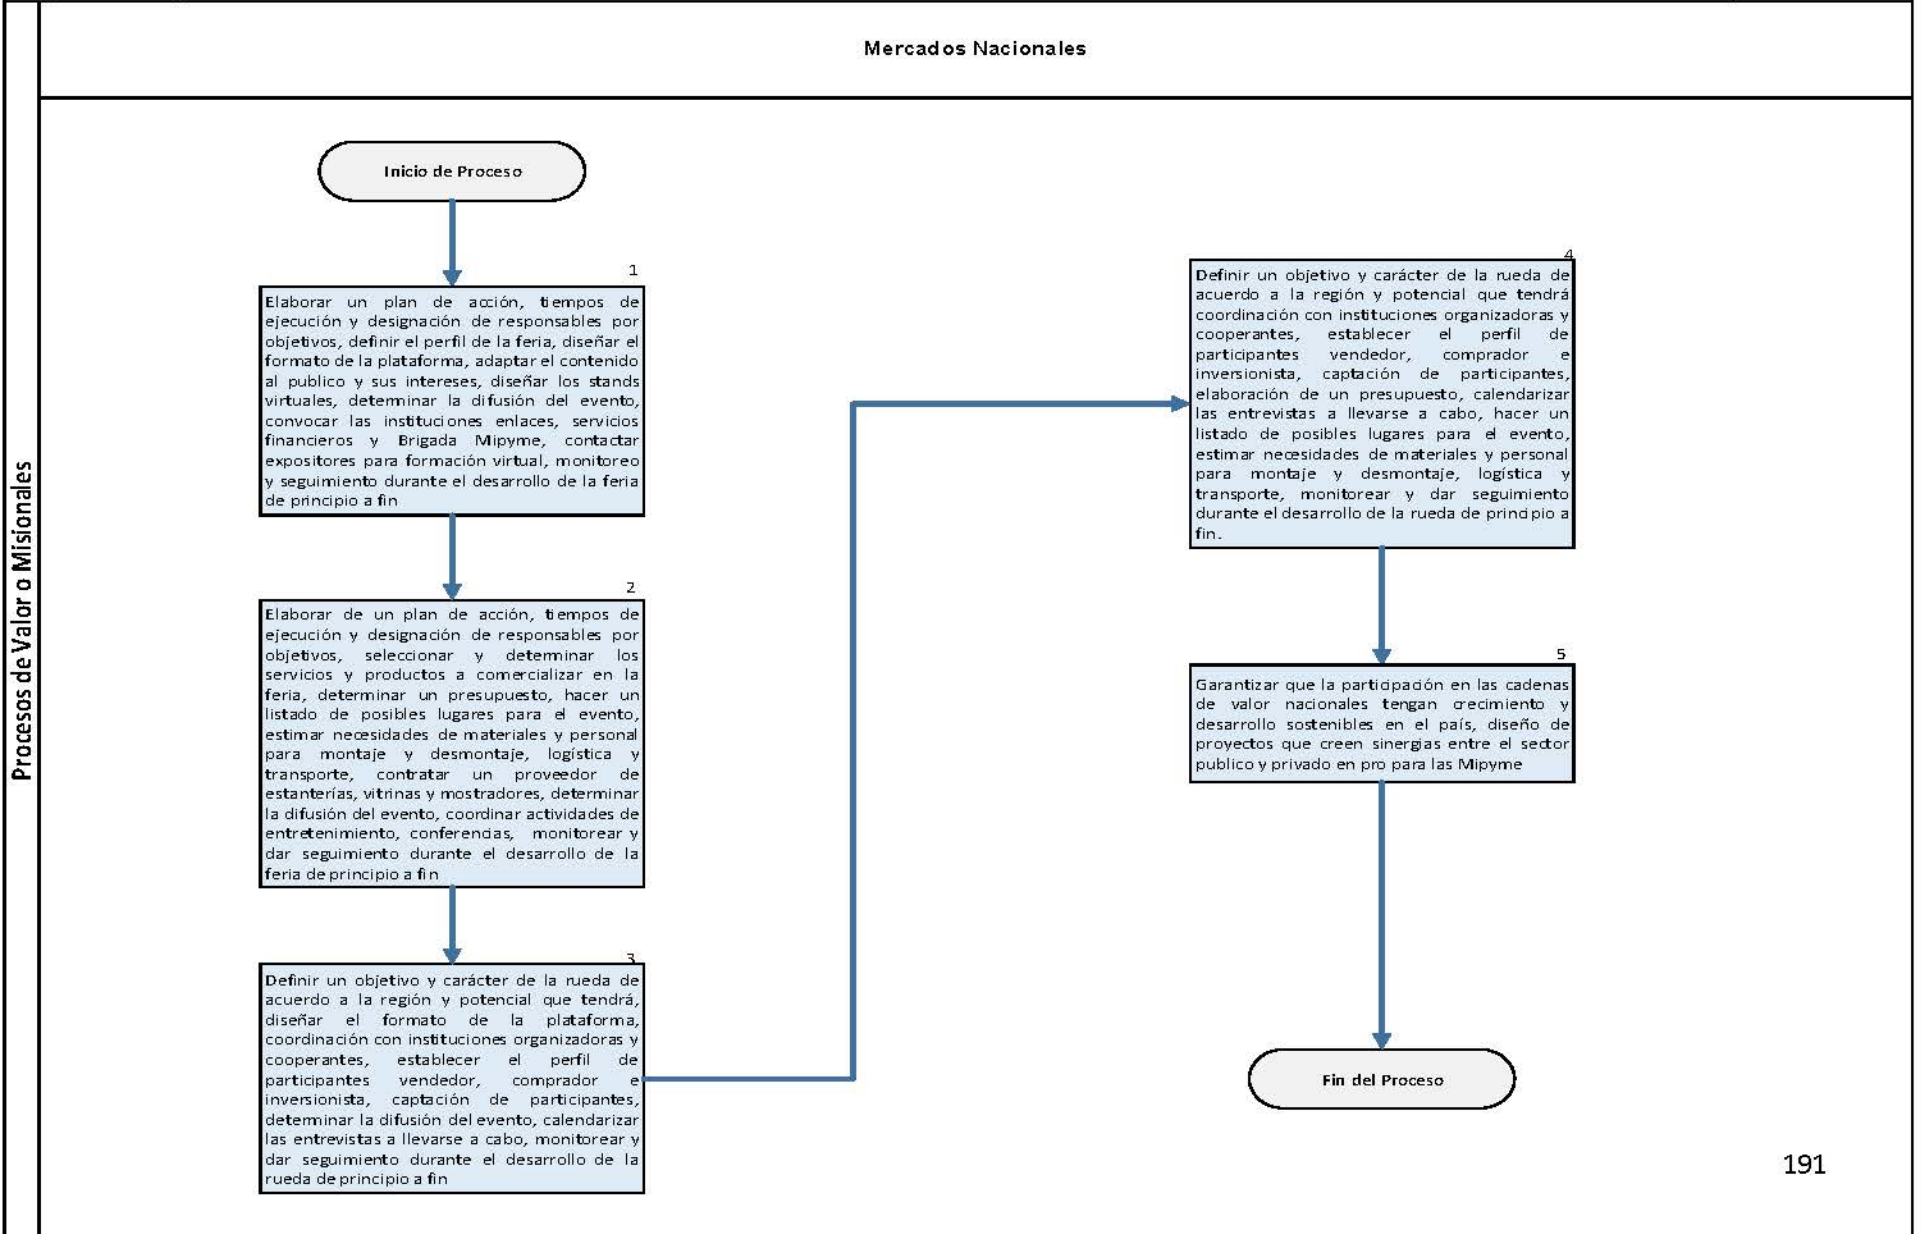 Mercados Nacionales
Procesos de Valor o Misionales
Inicio de Proceso
1
Elaborar un plan de acción, tiempos de
ejecución y designación de responsables por
objetivos, definir el perfil de la feria, diseñar el
formato de la plataforma, adaptar el contenido
al publico y sus intereses, diseñar los stands
virtuales, determinar la difusión del evento,
convocar las instituciones enlaces, servicios
financieros y Brigada Mipyme, contactar
expositores para formación virtual, monitoreo
y seguimiento durante el desarrollo de la feria
de principio a fin
2
Elaborar de un plan de acción, tiempos de
ejecución y designación de responsables por
objetivos, seleccionar y determinar los
servicios y productos a comercializar en la
feria, determinar un presupuesto, hacer un
listado de posibles lugares para el evento,
estimar necesidades de materiales y personal
para montaje y desmontaje, logística y
transporte, contratar un proveedor de
estanterías, vitrinas y mostradores, determinar
la difusión del evento, coordinar actividades de
entretenimiento, conferencias, monitorear y
dar seguimiento durante el desarrollo de la
feria de principio a fin
3
Definir un objetivo y carácter de la rueda de
acuerdo a la región y potencial que tendrá,
diseñar el formato de la plataforma,
coordinación con instituciones organizadoras y
cooperantes, establecer el perfil de
participantes vendedor, comprador e
inversionista, captación de participantes,
determinar la difusión del evento, calendarizar
las entrevistas a llevarse a cabo, monitorear y
dar seguimiento durante el desarrollo de la
rueda de principio a fin
4
Definir un objetivo y carácter de la rueda de
acuerdo a la región y potencial que tendrá
coordinación con instituciones organizadoras y
cooperantes, establecer el perfil de
participantes vendedor, comprador e
inversionista, captación de participantes,
elaboración de un presupuesto, calendarizar
las entrevistas a llevarse a cabo, hacer un
listado de posibles lugares para el evento,
estimar necesidades de materiales y personal
para montaje y desmontaje, logística y
transporte, monitorear y dar seguimiento
durante el desarrollo de la rueda de principio a
fin.
5
Garantizar que la participación en las cadenas
de valor nacionales tengan crecimiento y
desarrollo sostenibles en el país, diseño de
proyectos que creen sinergias entre el sector
publico y privado en pro para las Mipyme
Fin del Proceso
191